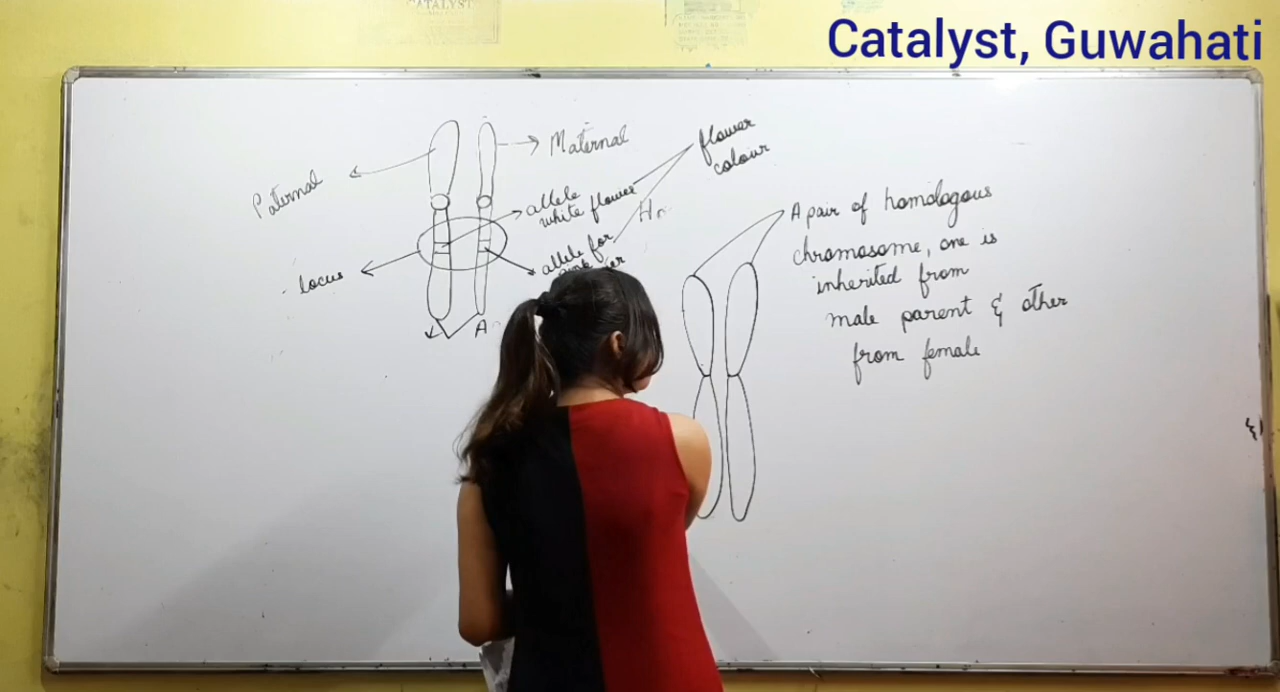 CATALYST
Catalyst, Guwahati
Paternal
Maternal
flower
colour
allele
white flower
allele for
locus
A
A pair of homologous
chromosome, one is
inherited from
male parent & other
from female